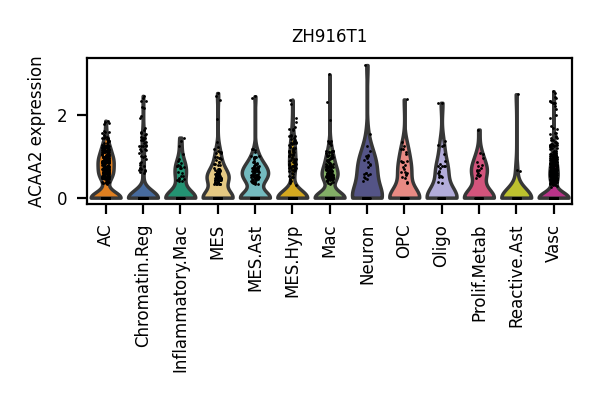 ZH916T1
ACAA2 expression
2
0
AC
Chromatin.Reg
Inflammatory.Mac
MES
MES.Ast
MES.Hyp
Mac
Neuron
OPC
Oligo
Prolif.Metab
Reactive.Ast
Vasc